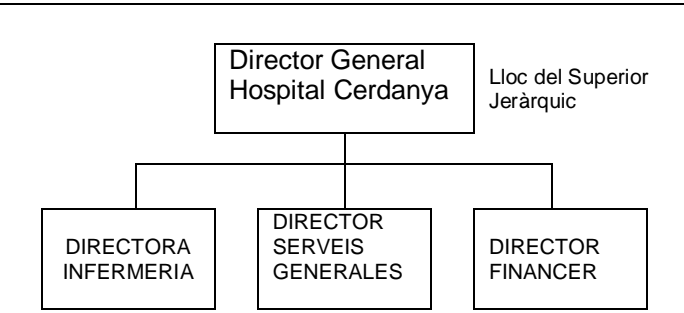 Director General
Hospital Cerdanya
Lloc del Superior
Jeràrquic
DIRECTORA
INFERMERIA
DIRECTOR
SERVEIS
GENERALES
DIRECTOR
FINANCER